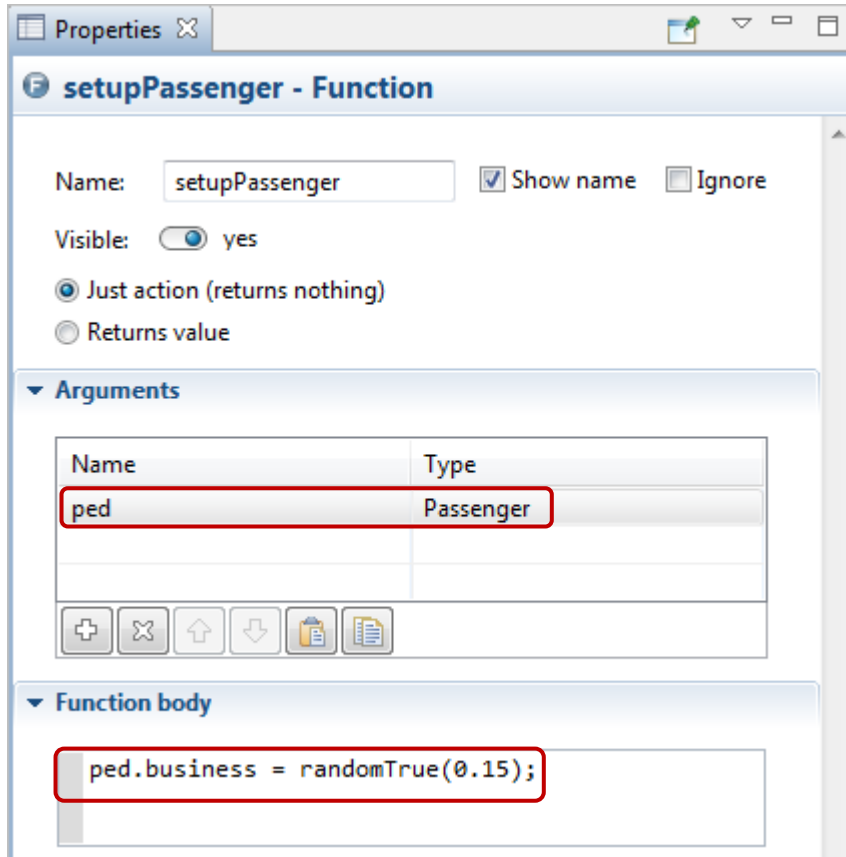 Properties
setupPassenger - Function
Name: setupPassenger Show name Ignore
Visible: yes
Just action (returns nothing)
Returns value
Arguments
Name Type
ped Passenger
Function body
ped.business = randomTrue(0.15);